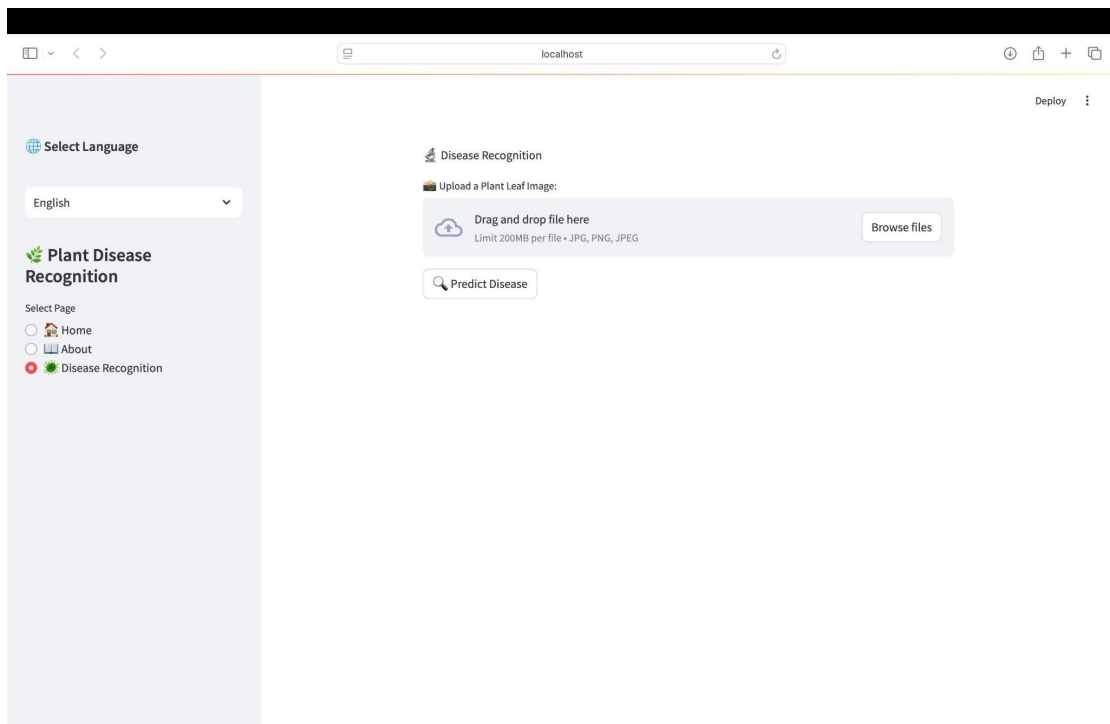 localhost
Deploy
🌐 Select Language
English
🌿 Plant Disease
Recognition
Select Page
🏠 Home
📖 About
🦠 Disease Recognition
🔬 Disease Recognition
📸 Upload a Plant Leaf Image:
Drag and drop file here
Limit 200MB per file • JPG, PNG, JPEG
Browse files
🔍 Predict Disease